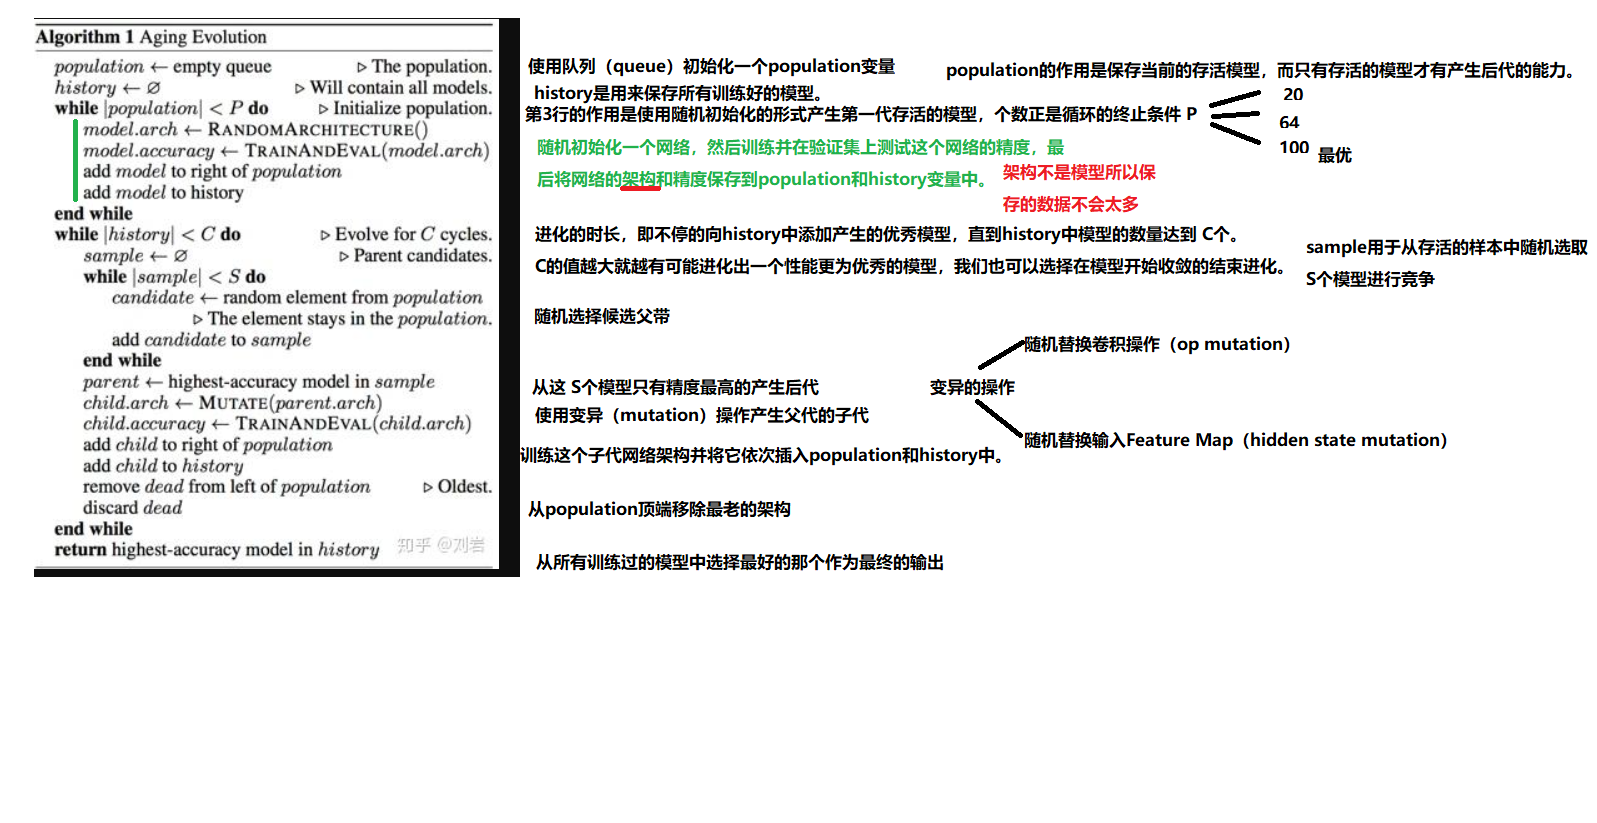 Algorithm 1 Aging Evolution
population ← empty queue ▷ The population.
history ← ∅ ▷ Will contain all models.
while |population| < P do ▷ Initialize population.
model.arch ← RANDOMARCHITECTURE()
model.accuracy ← TRAINANDEVAL(model.arch)
add model to right of population
add model to history
end while
while |history| < C do ▷ Evolve for C cycles.
sample ← ∅ ▷ Parent candidates.
while |sample| < S do
candidate ← random element from population
▷ The element stays in the population.
add candidate to sample
end while
parent ← highest-accuracy model in sample
child.arch ← MUTATE(parent.arch)
child.accuracy ← TRAINANDEVAL(child.arch)
add child to right of population
add child to history
remove dead from left of population ▷ Oldest.
discard dead
end while
return highest-accuracy model in history
知乎 @刘岩
使用队列（queue）初始化一个population变量
population的作用是保存当前的存活模型，而只有存活的模型才有产生后代的能力。
history是用来保存所有训练好的模型。
第3行的作用是使用随机初始化的形式产生第一代存活的模型，个数正是循环的终止条件 P
20
64
100 最优
随机初始化一个网络，然后训练并在验证集上测试这个网络的精度，最
后将网络的架构和精度保存到population和history变量中。
架构不是模型所以保
存的数据不会太多
进化的时长，即不停的向history中添加产生的优秀模型，直到history中模型的数量达到 C个。
C的值越大就越有可能进化出一个性能更为优秀的模型，我们也可以选择在模型开始收敛的结束进化。
sample用于从存活的样本中随机选取
S个模型进行竞争
随机选择候选父带
从这 S个模型只有精度最高的产生后代
使用变异（mutation）操作产生父代的子代
变异的操作
随机替换卷积操作（op mutation）
随机替换输入Feature Map（hidden state mutation）
训练这个子代网络架构并将它依次插入population和history中。
从population顶端移除最老的架构
从所有训练过的模型中选择最好的那个作为最终的输出